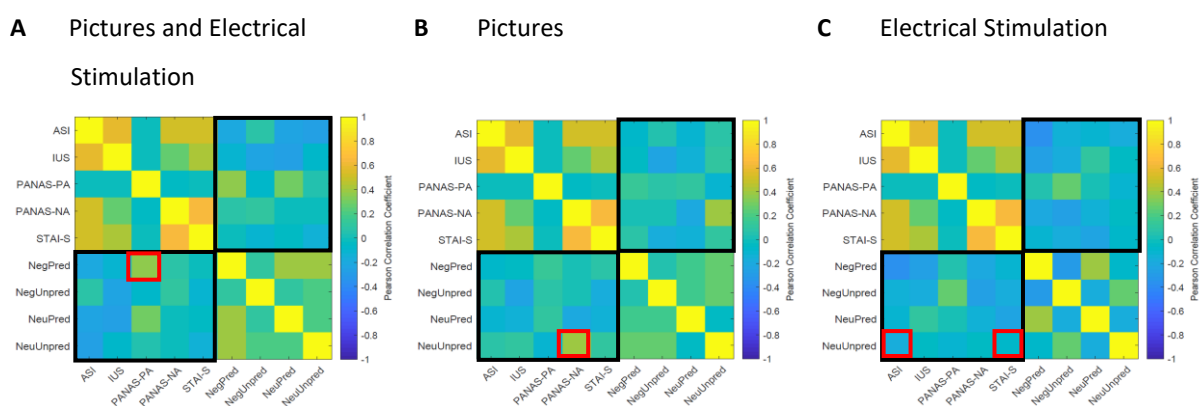 A Pictures and Electrical
Stimulation
B Pictures
C Electrical Stimulation
ASI
IUS
PANAS-PA
PANAS-NA
STAI-S
NegPred
NegUnpred
NeuPred
NeuUnpred
ASI
IUS
PANAS-PA
PANAS-NA
STAI-S
NegPred
NegUnpred
NeuPred
NeuUnpred
1
0.8
0.6
0.4
0.2
0
-0.2
-0.4
-0.6
-0.8
-1
Pearson Correlation Coefficient
ASI
IUS
PANAS-PA
PANAS-NA
STAI-S
NegPred
NegUnpred
NeuPred
NeuUnpred
ASI
IUS
PANAS-PA
PANAS-NA
STAI-S
NegPred
NegUnpred
NeuPred
NeuUnpred
1
0.8
0.6
0.4
0.2
0
-0.2
-0.4
-0.6
-0.8
-1
Pearson Correlation Coefficient
ASI
IUS
PANAS-PA
PANAS-NA
STAI-S
NegPred
NegUnpred
NeuPred
NeuUnpred
ASI
IUS
PANAS-PA
PANAS-NA
STAI-S
NegPred
NegUnpred
NeuPred
NeuUnpred
1
0.8
0.6
0.4
0.2
0
-0.2
-0.4
-0.6
-0.8
-1
Pearson Correlation Coefficient